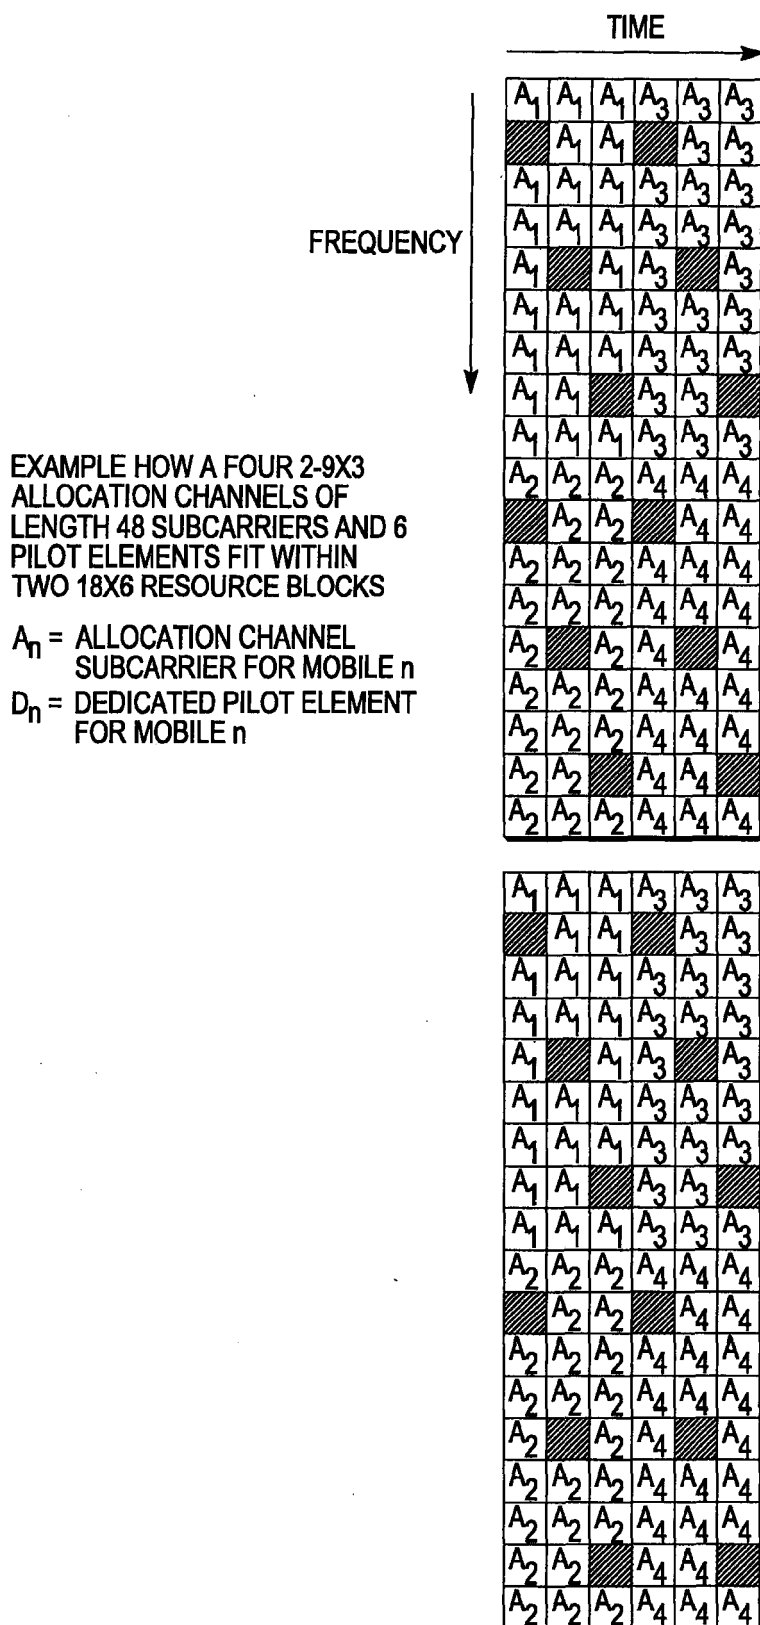 TIME
FREQUENCY
EXAMPLE HOW A FOUR 2-9X3
ALLOCATION CHANNELS OF
LENGTH 48 SUBCARRIERS AND 6
PILOT ELEMENTS FIT WITHIN
TWO 18X6 RESOURCE BLOCKS
An = ALLOCATION CHANNEL
SUBCARRIER FOR MOBILE n
Dn = DEDICATED PILOT ELEMENT
FOR MOBILE n
A1 A1 A1 A3 A3 A3
A1 A1 A3 A3
A1 A1 A1 A3 A3 A3
A1 A1 A1 A3 A3 A3
A1 A1 A3 A3
A1 A1 A1 A3 A3 A3
A1 A1 A1 A3 A3 A3
A1 A1 A3 A3
A1 A1 A1 A3 A3 A3
A2 A2 A2 A4 A4 A4
A2 A2 A4 A4
A2 A2 A2 A4 A4 A4
A2 A2 A2 A4 A4 A4
A2 A2 A4 A4
A2 A2 A2 A4 A4 A4
A2 A2 A2 A4 A4 A4
A2 A2 A4 A4
A2 A2 A2 A4 A4 A4
A1 A1 A1 A3 A3 A3
A1 A1 A3 A3
A1 A1 A1 A3 A3 A3
A1 A1 A1 A3 A3 A3
A1 A1 A3 A3
A1 A1 A1 A3 A3 A3
A1 A1 A1 A3 A3 A3
A1 A1 A3 A3
A1 A1 A1 A3 A3 A3
A2 A2 A2 A4 A4 A4
A2 A2 A4 A4
A2 A2 A2 A4 A4 A4
A2 A2 A2 A4 A4 A4
A2 A2 A4 A4
A2 A2 A2 A4 A4 A4
A2 A2 A2 A4 A4 A4
A2 A2 A4 A4
A2 A2 A2 A4 A4 A4